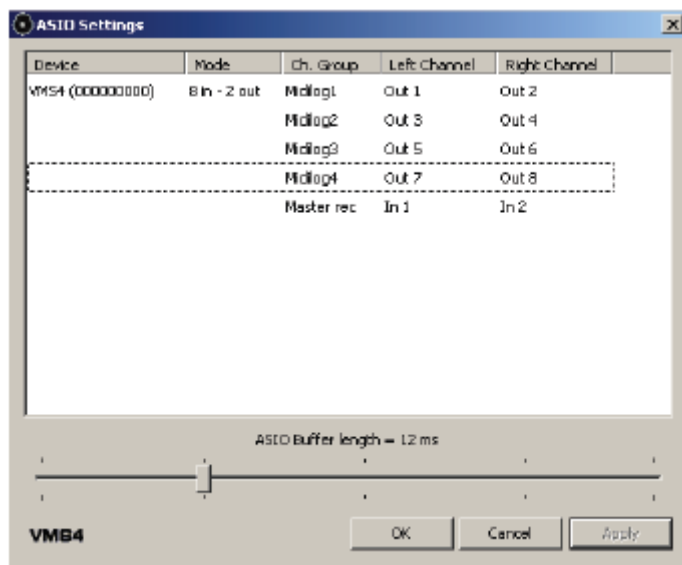 ASIO Settings
Device Mode Ch. Group Left Channel Right Channel
VMS4 (000000000) 8 in - 2 out Midilog1 Out 1 Out 2
Midilog2 Out 3 Out 4
Midilog3 Out 5 Out 6
Midilog4 Out 7 Out 8
Master rec In 1 In 2
ASIO Buffer length = 12 ms
VMS4 OK Cancel Apply